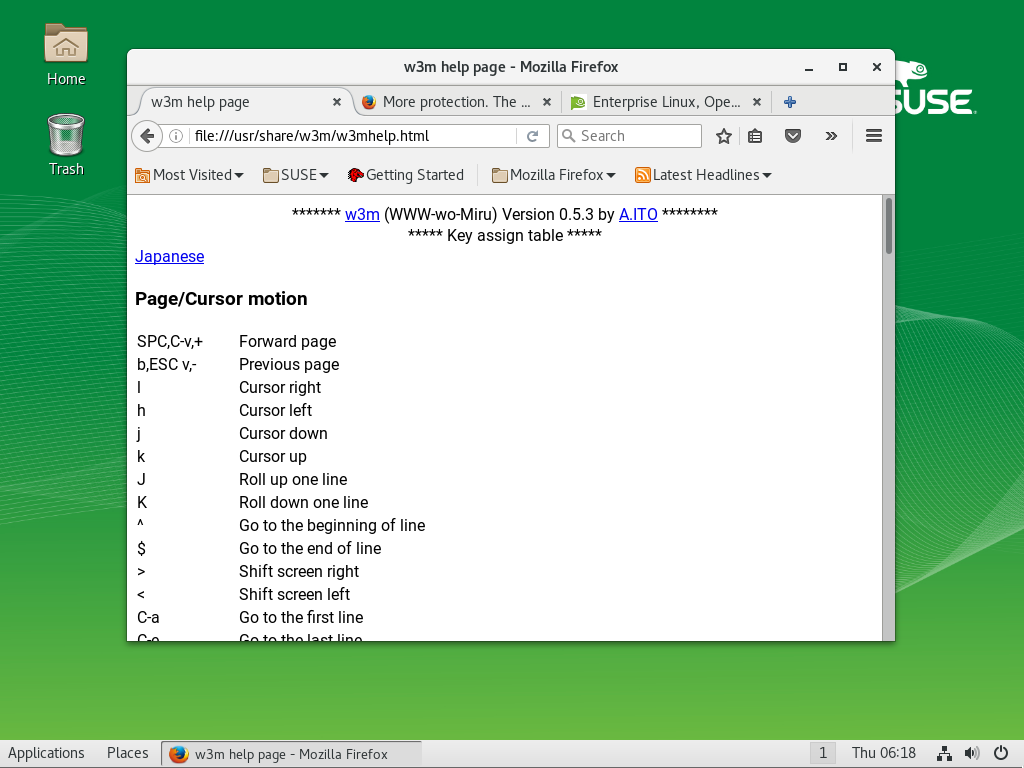 Home
Trash
SUSE
w3m help page - Mozilla Firefox
w3m help page
More protection. The ...
Enterprise Linux, Ope...
file:///usr/share/w3m/w3mhelp.html
Search
Most Visited
SUSE
Getting Started
Mozilla Firefox
Latest Headlines
******* w3m (WWW-wo-Miru) Version 0.5.3 by A.ITO ********
***** Key assign table *****
Japanese
Page/Cursor motion
SPC,C-v,+ Forward page
b,ESC v,- Previous page
l Cursor right
h Cursor left
j Cursor down
k Cursor up
J Roll up one line
K Roll down one line
^ Go to the beginning of line
$ Go to the end of line
> Shift screen right
< Shift screen left
C-a Go to the first line
C-e Go to the last line
Applications Places w3m help page - Mozilla Firefox 1 Thu 06:18